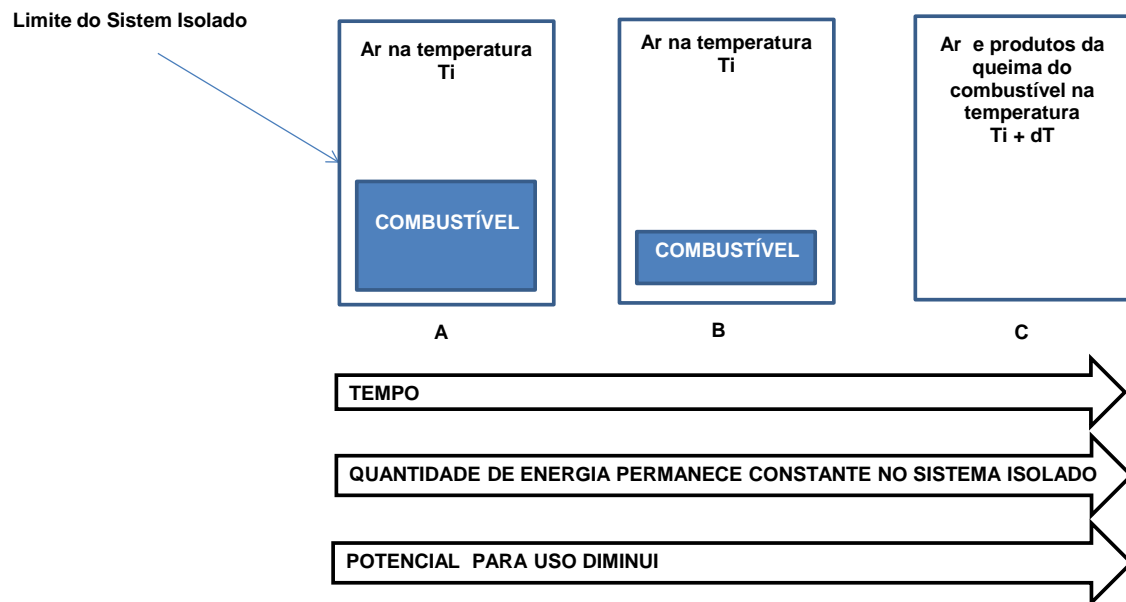 Limite do Sistem Isolado
Ar na temperatura
Ti
COMBUSTÍVEL
A
Ar na temperatura
Ti
COMBUSTÍVEL
B
Ar e produtos da
queima do
combustível na
temperatura
Ti + dT
C
TEMPO
QUANTIDADE DE ENERGIA PERMANECE CONSTANTE NO SISTEMA ISOLADO
POTENCIAL PARA USO DIMINUI